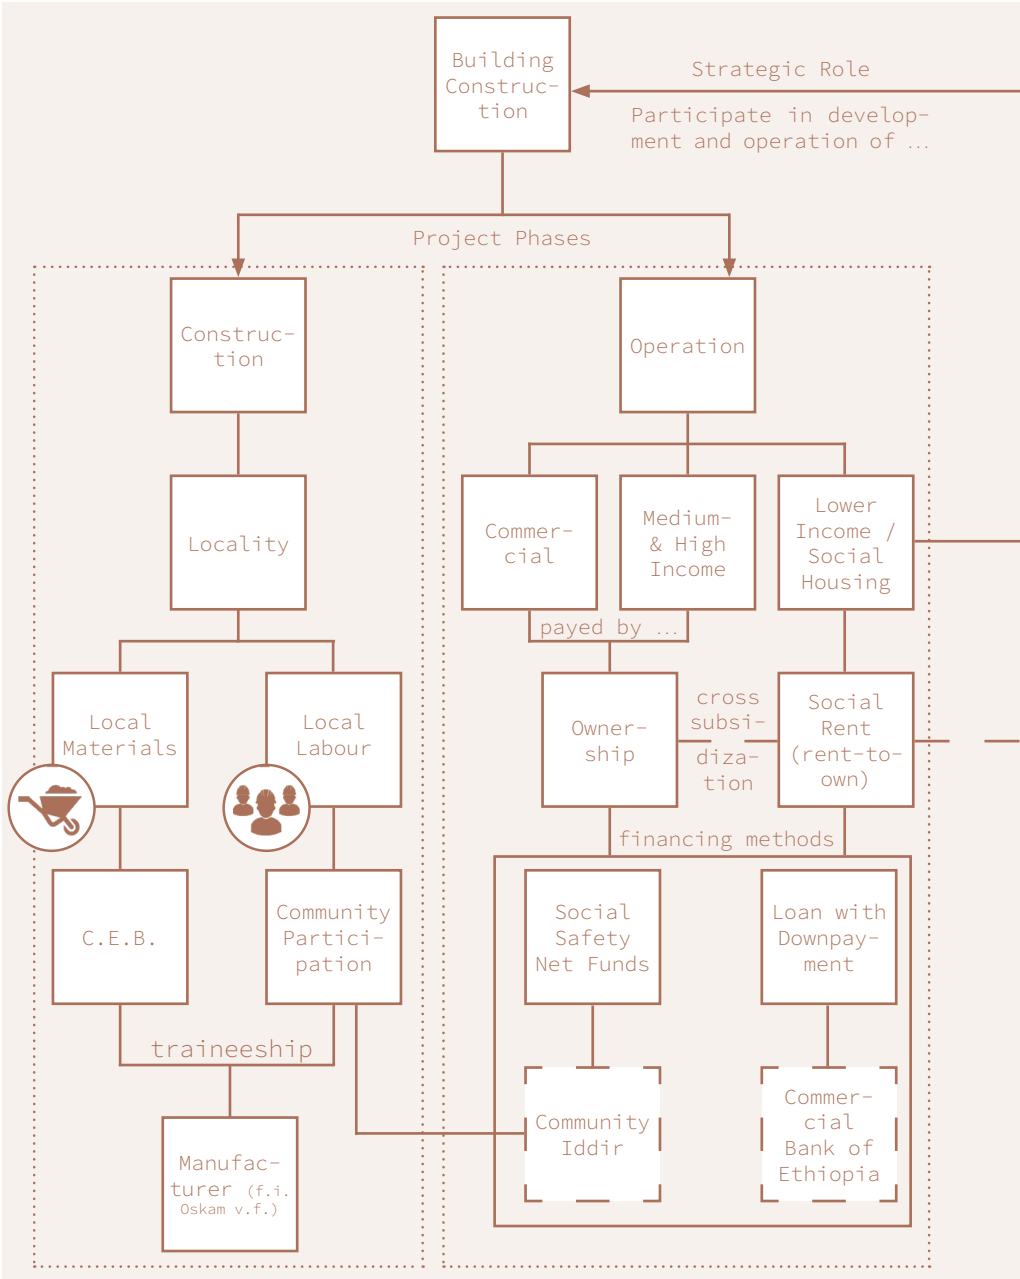 Building
Construc-
tion
Strategic Role
Participate in develop-
ment and operation of ...
Project Phases
Construc-
tion
Operation
Locality
Commer-
cial
Medium-
& High
Income
Lower
Income /
Social
Housing
payed by ...
Local
Materials
Local
Labour
Owner-
ship
cross
subsi-
diza-
tion
Social
Rent
(rent-to-
own)
financing methods
C.E.B.
Community
Partici-
pation
Social
Safety
Net Funds
Loan with
Downpay-
ment
traineeship
Community
Iddir
Commer-
cial
Bank of
Ethiopia
Manufac-
turer (f.i.
Oskam v.f.)